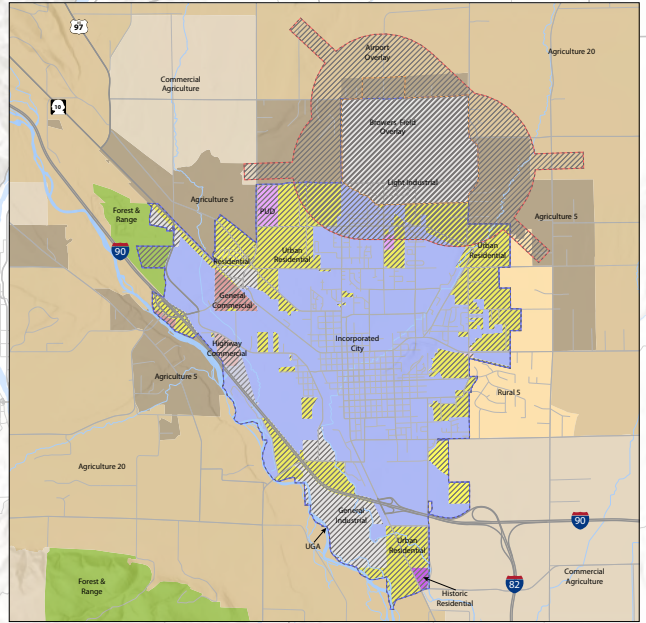 97
Airport
Overlay
Agriculture 20
Commercial
Agriculture
10
Bowers Field
Overlay
Light Industrial
Agriculture 5
PUD
Forest &
Range
Agriculture 5
90
Urban
Residential
Urban
Residential
Residential
General
Commercial
Incorporated
City
Highway
Commercial
Agriculture 5
Rural 5
Agriculture 20
General
Industrial
90
UGA
Urban
Residential
Forest &
Range
82
Commercial
Agriculture
Historic
Residential